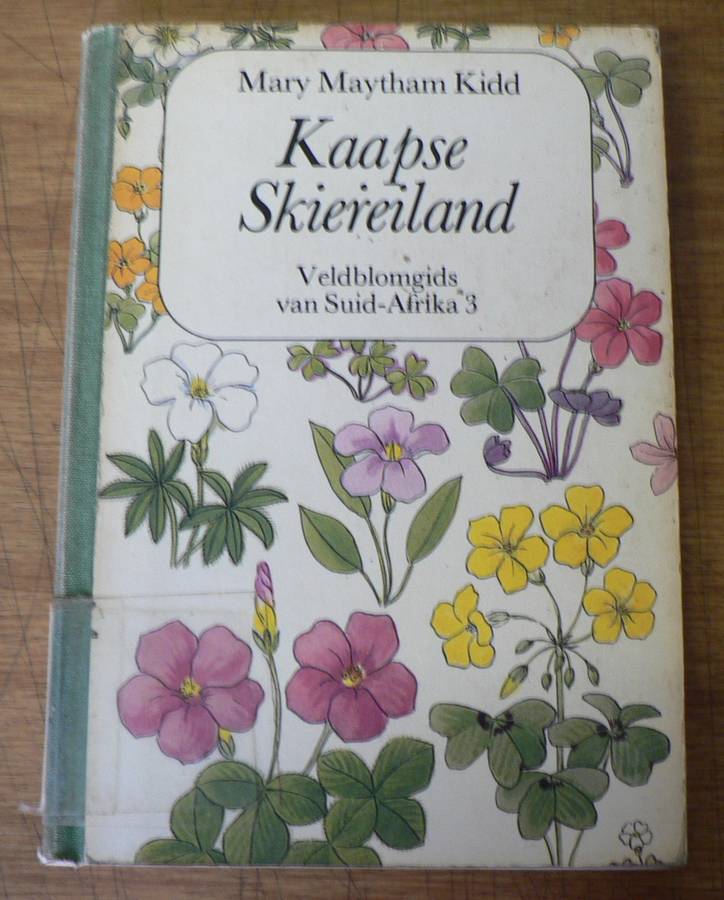 Mary Maytham Kidd
Kaapse
Skiereiland
Veldblomgids
van Suid-Afrika 3